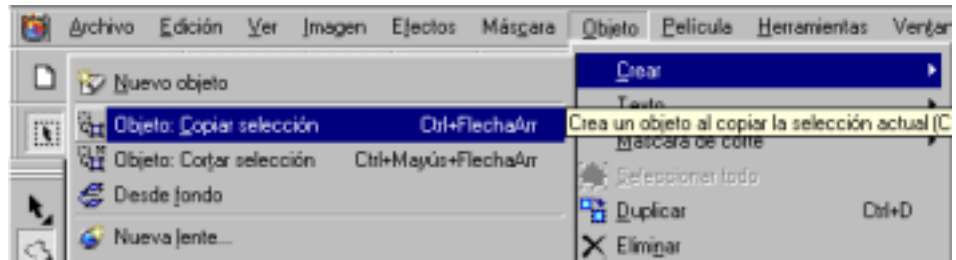 Archivo Edición Ver Imagen Efectos Máscara Objeto Película Herramientas Ventan
Nuevo objeto
Objeto: Copiar selección Ctrl+FlechaArr
Objeto: Cortar selección Ctrl+Mayús+FlechaArr
Desde fondo
Nueva lente...
Crear
Texto
Crea un objeto al copiar la selección actual (C
Máscara de corte
Seleccionar todo
Duplicar Ctrl+D
Eliminar